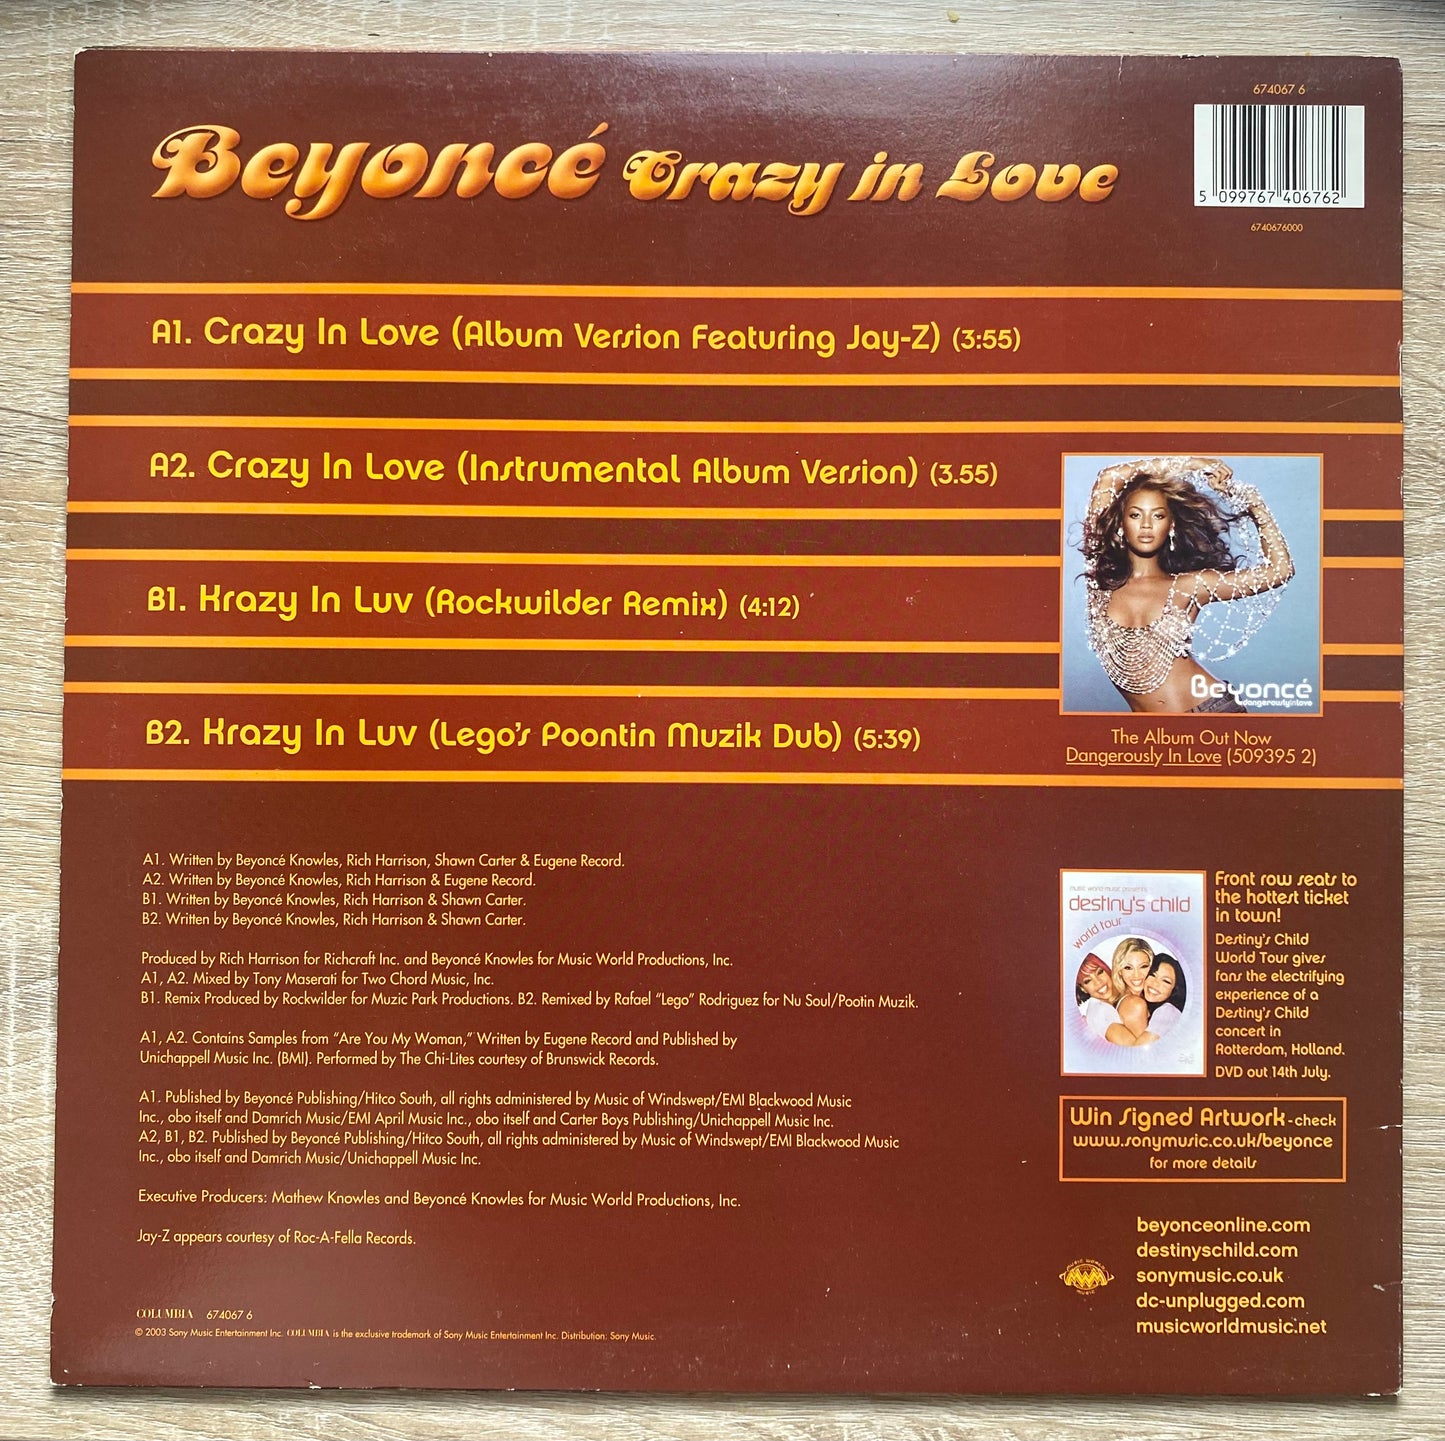 674067 6
5 099767 406762
6740676000
Beyoncé Crazy in Love
A1. Crazy In Love (Album Version Featuring Jay-Z) (3:55)
A2. Crazy In Love (Instrumental Album Version) (3.55)
B1. Krazy In Luv (Rockwilder Remix) (4:12)
B2. Krazy In Luv (Lego's Poontin Muzik Dub) (5:39)
Beyoncé
dangerouslyinlove
The Album Out Now
Dangerously In Love (509395 2)
A1. Written by Beyoncé Knowles, Rich Harrison, Shawn Carter & Eugene Record.
A2. Written by Beyoncé Knowles, Rich Harrison & Eugene Record.
B1. Written by Beyoncé Knowles, Rich Harrison & Shawn Carter.
B2. Written by Beyoncé Knowles, Rich Harrison & Shawn Carter.
Produced by Rich Harrison for Richcraft Inc. and Beyoncé Knowles for Music World Productions, Inc.
A1, A2. Mixed by Tony Maserati for Two Chord Music, Inc.
B1. Remix Produced by Rockwilder for Muzic Park Productions. B2. Remixed by Rafael "Lego" Rodriguez for Nu Soul/Pootin Muzik.
A1, A2. Contains Samples from "Are You My Woman," Written by Eugene Record and Published by
Unichappell Music Inc. (BMI). Performed by The Chi-Lites courtesy of Brunswick Records.
A1. Published by Beyoncé Publishing/Hitco South, all rights administered by Music of Windswept/EMI Blackwood Music
Inc., obo itself and Damrich Music/EMI April Music Inc., obo itself and Carter Boys Publishing/Unichappell Music Inc.
A2, B1, B2. Published by Beyoncé Publishing/Hitco South, all rights administered by Music of Windswept/EMI Blackwood Music
Inc., obo itself and Damrich Music/Unichappell Music Inc.
Executive Producers: Mathew Knowles and Beyoncé Knowles for Music World Productions, Inc.
Jay-Z appears courtesy of Roc-A-Fella Records.
COLUMBIA 674067 6
© 2003 Sony Music Entertainment Inc. COLUMBIA is the exclusive trademark of Sony Music Entertainment Inc. Distribution: Sony Music.
music world music presents
destiny's child
world tour
Front row seats to
the hottest ticket
in town!
Destiny's Child
World Tour gives
fans the electrifying
experience of a
Destiny's Child
concert in
Rotterdam, Holland.
DVD out 14th July.
Win Signed Artwork - check
www.sonymusic.co.uk/beyonce
for more details
MUSIC WORLD
MUSIC
beyonceonline.com
destinyschild.com
sonymusic.co.uk
dc-unplugged.com
musicworldmusic.net